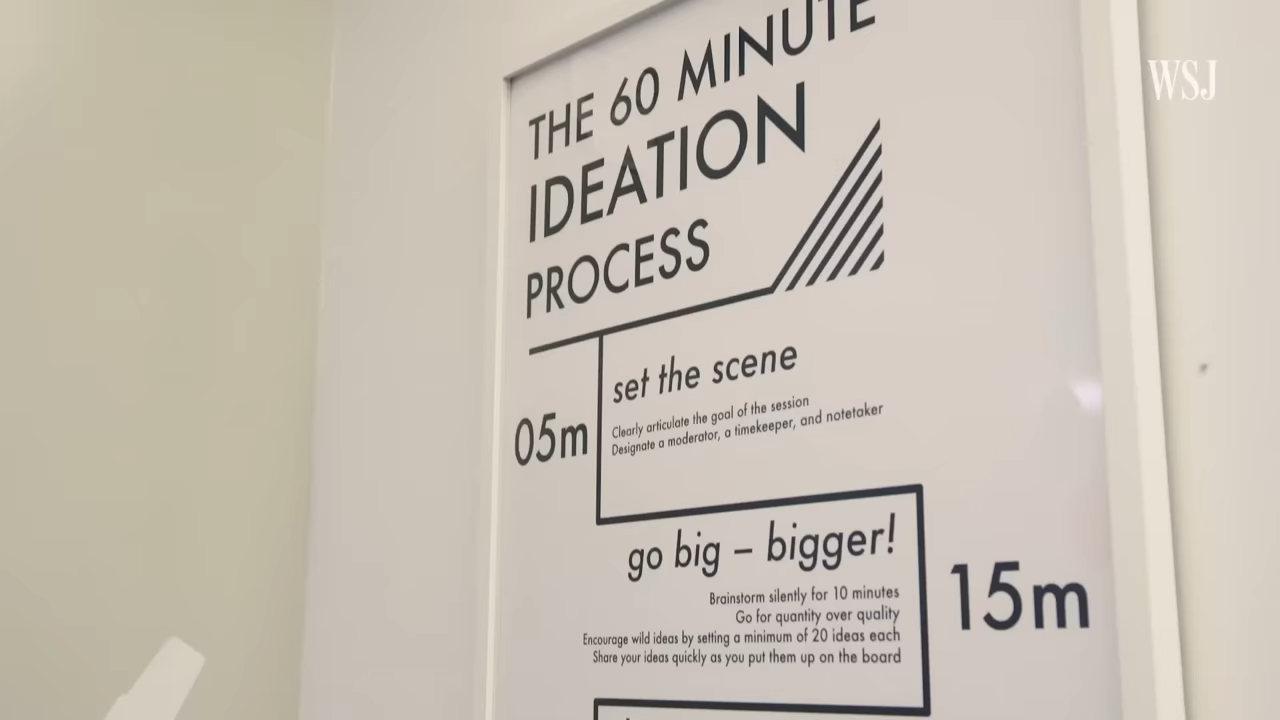 WSJ
THE 60 MINUTE
IDEATION
PROCESS
05m
set the scene
Clearly articulate the goal of the session
Designate a moderator, a timekeeper, and notetaker
go big – bigger!
15m
Brainstorm silently for 10 minutes
Go for quantity over quality
Encourage wild ideas by setting a minimum of 20 ideas each
Share your ideas quickly as you put them up on the board